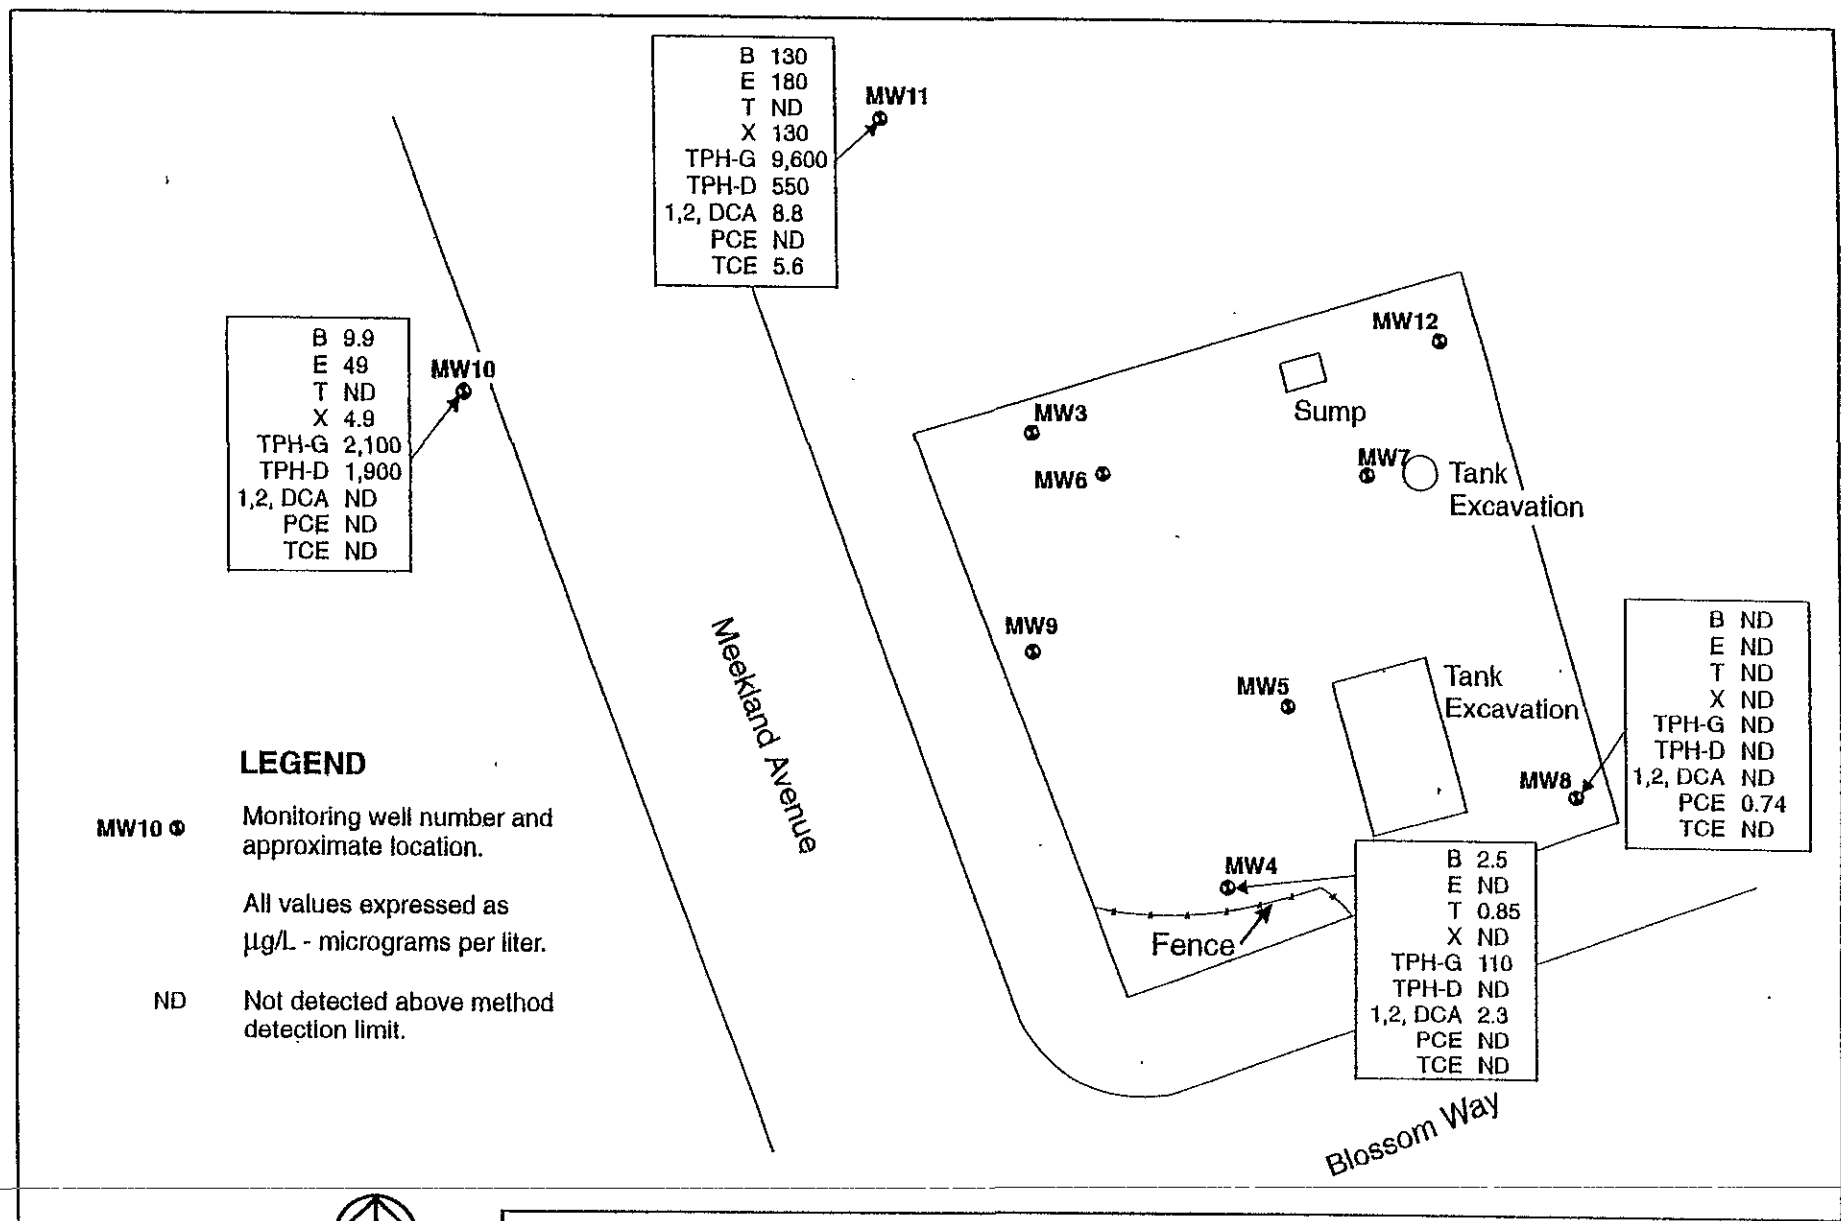 B 130
E 180
T ND
X 130
TPH-G 9,600
TPH-D 550
1,2, DCA 8.8
PCE ND
TCE 5.6
MW11
B 9.9
E 49
T ND
X 4.9
TPH-G 2,100
TPH-D 1,900
1,2, DCA ND
PCE ND
TCE ND
MW10
MW12
Sump
MW3
MW6
MW7
Tank
Excavation
MW9
Meekland Avenue
MW5
Tank
Excavation
B ND
E ND
T ND
X ND
TPH-G ND
TPH-D ND
1,2, DCA ND
PCE 0.74
TCE ND
MW8
MW4
Fence
B 2.5
E ND
T 0.85
X ND
TPH-G 110
TPH-D ND
1,2, DCA 2.3
PCE ND
TCE ND
Blossom Way
LEGEND
MW10 Monitoring well number and
approximate location.
All values expressed as
µg/L - micrograms per liter.
ND Not detected above method
detection limit.